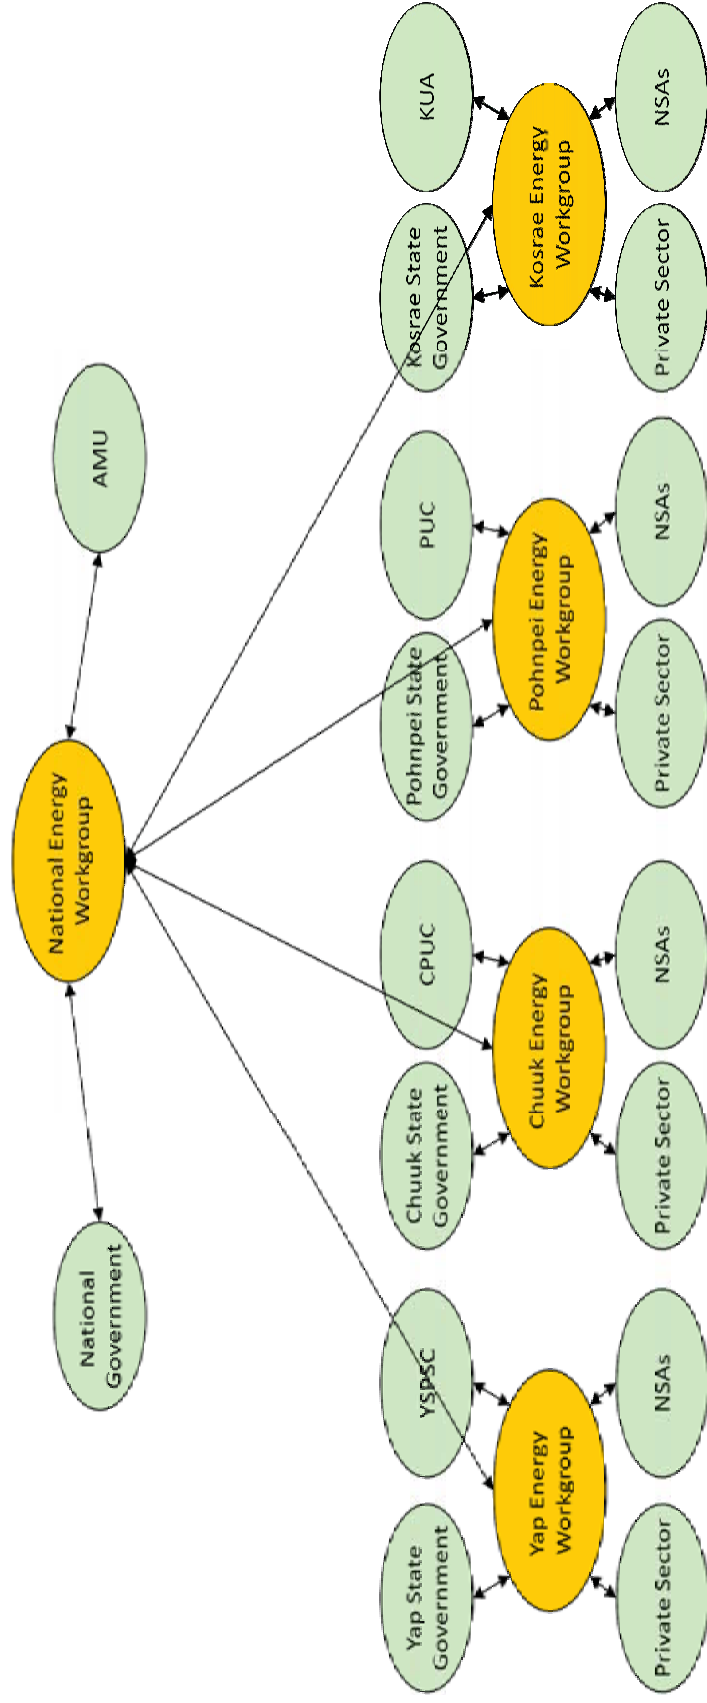 National Energy
Workgroup
National
Government
AMU
Yap State
Government
YSPSC
Chuuk State
Government
CPUC
Pohnpei State
Government
PUC
Kosrae State
Government
KUA
Yap Energy
Workgroup
Chuuk Energy
Workgroup
Pohnpei Energy
Workgroup
Kosrae Energy
Workgroup
Private Sector
NSAs
Private Sector
NSAs
Private Sector
NSAs
Private Sector
NSAs